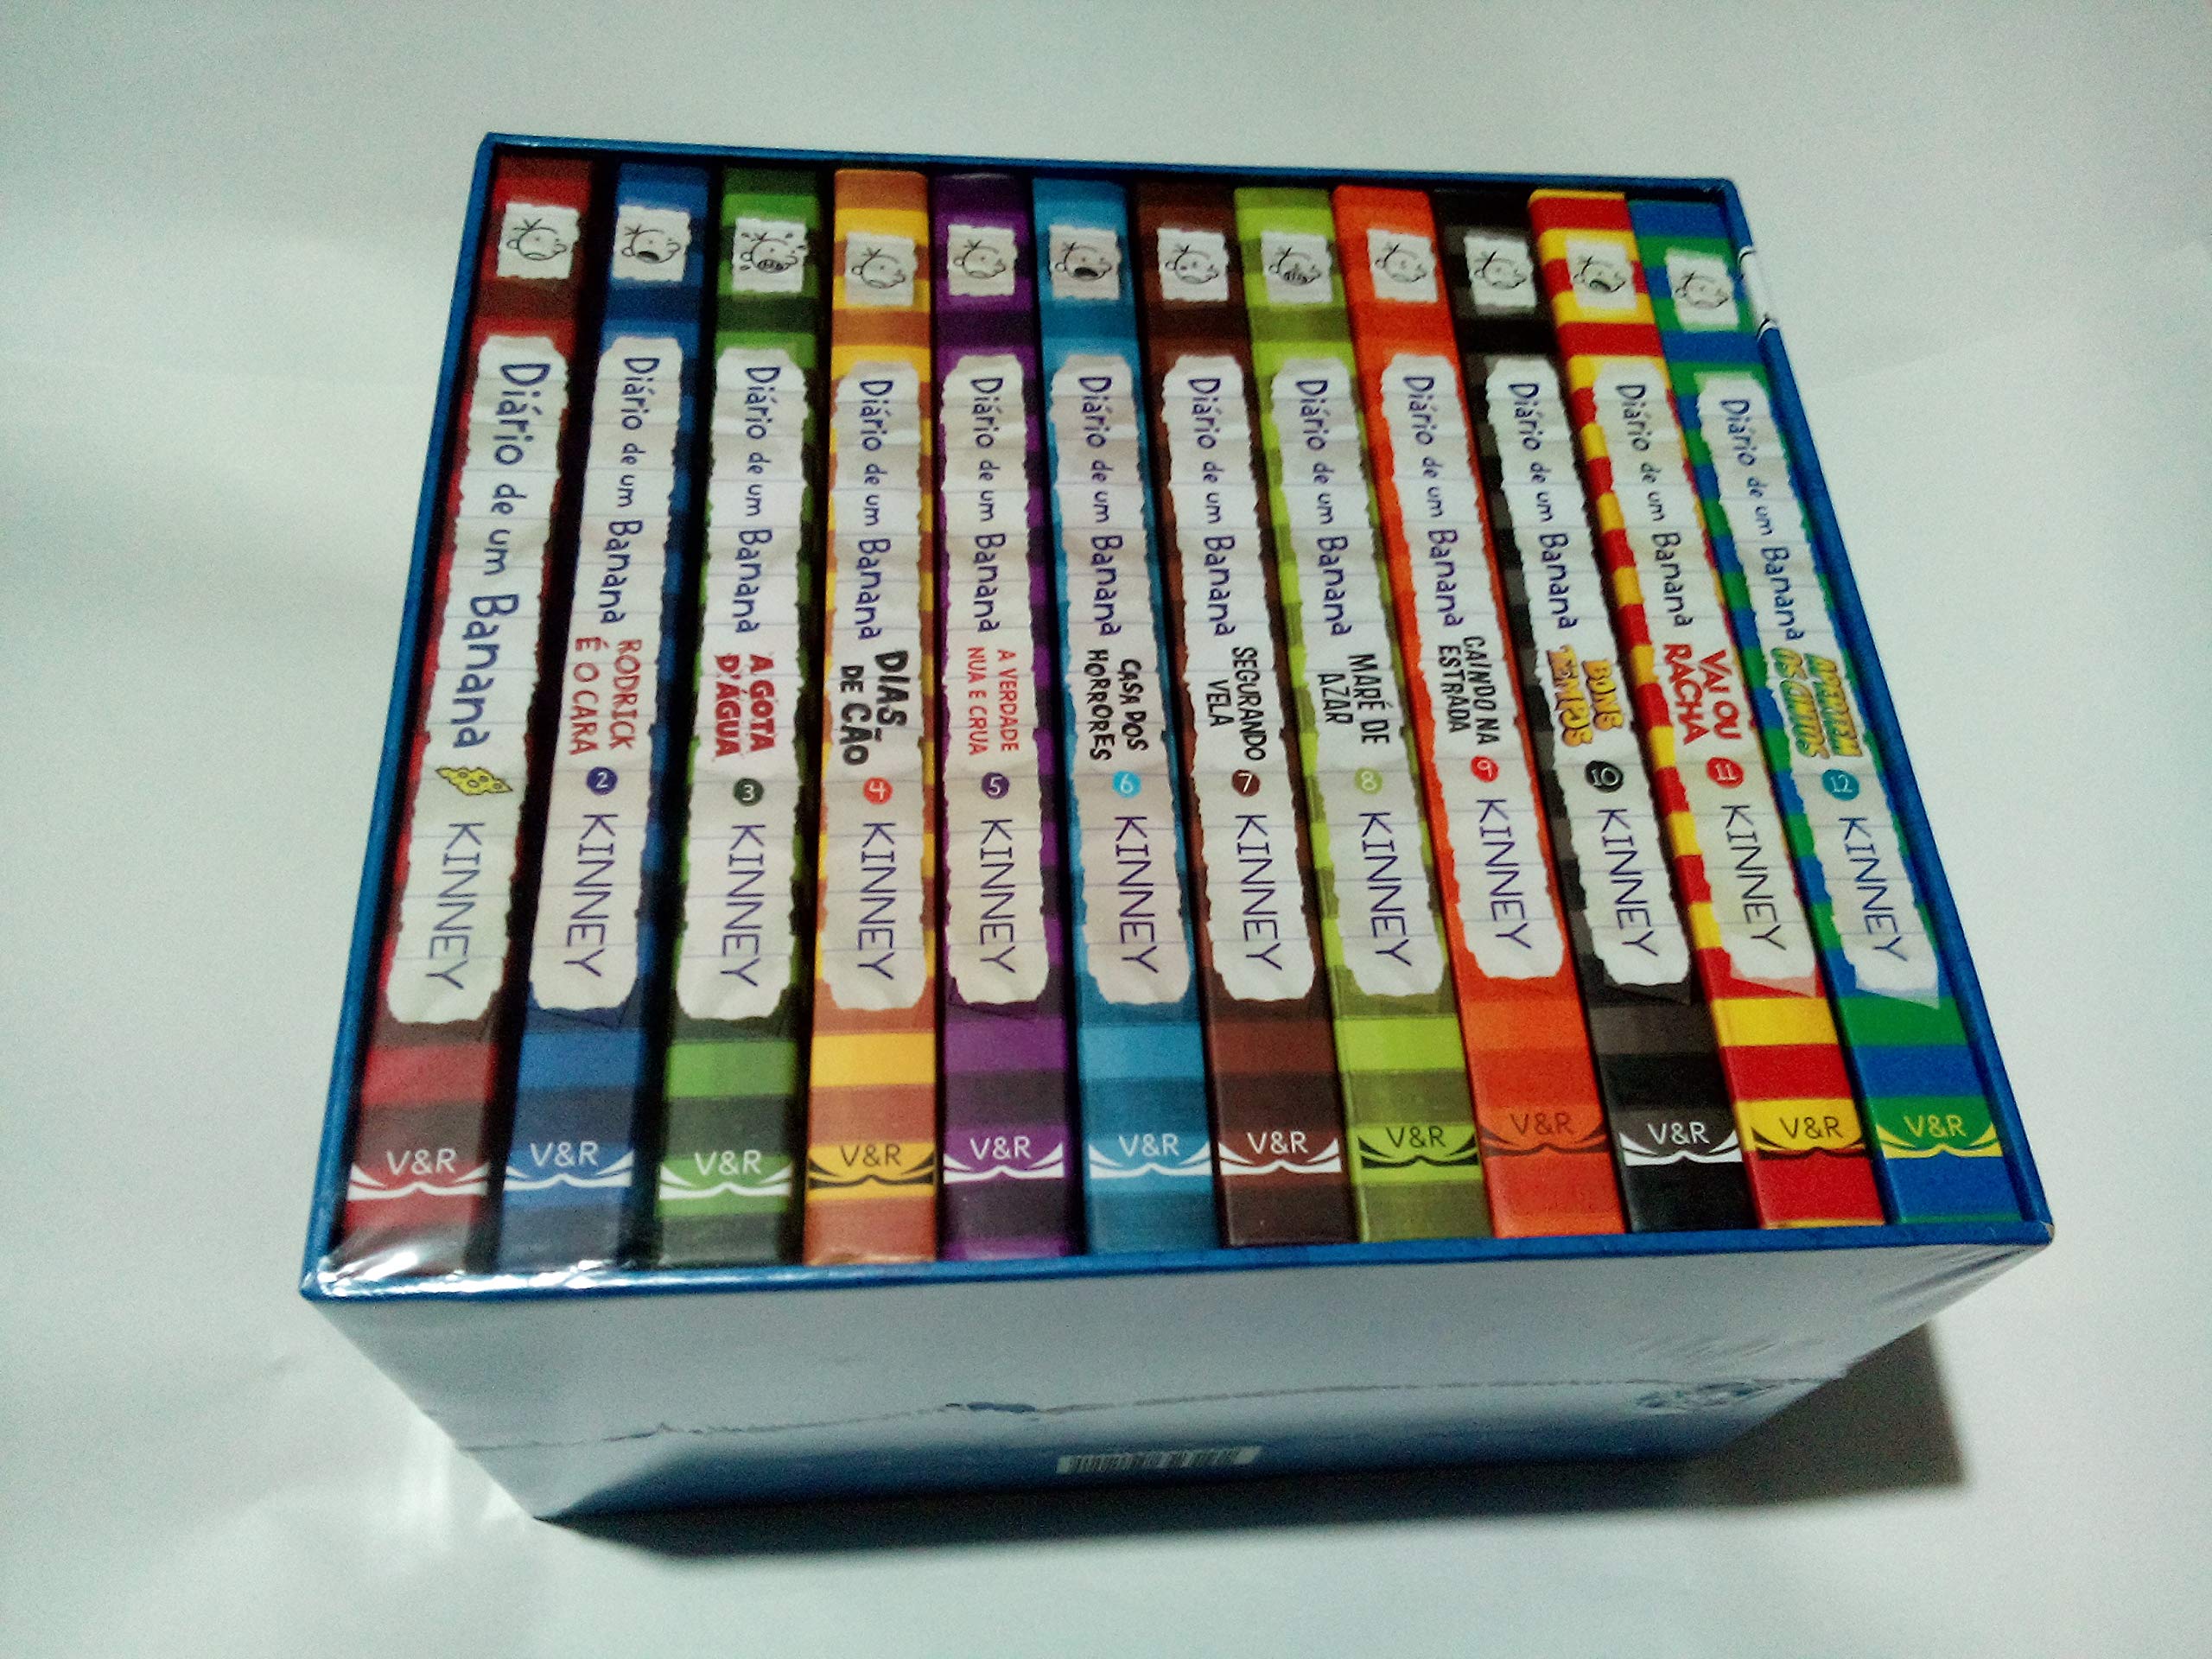 Diário de um Banana
KINNEY
V&R
Diário de um Banana
RODRICK
É O CARA
2
KINNEY
V&R
Diário de um Banana
A GOTA
D'ÁGUA
3
KINNEY
V&R
Diário de um Banana
DIAS
DE CÃO
4
KINNEY
V&R
Diário de um Banana
A VERDADE
NUA E CRUA
5
KINNEY
V&R
Diário de um Banana
CASA DOS
HORRORES
6
KINNEY
V&R
Diário de um Banana
SEGURANDO
VELA
7
KINNEY
V&R
Diário de um Banana
MARÉ DE
AZAR
8
KINNEY
V&R
Diário de um Banana
CAINDO NA
ESTRADA
9
KINNEY
V&R
Diário de um Banana
BONS
TEMPOS
10
KINNEY
V&R
Diário de um Banana
VAI OU
RACHA
11
KINNEY
V&R
Diário de um Banana
APERTEM
OS CINTOS
12
KINNEY
V&R